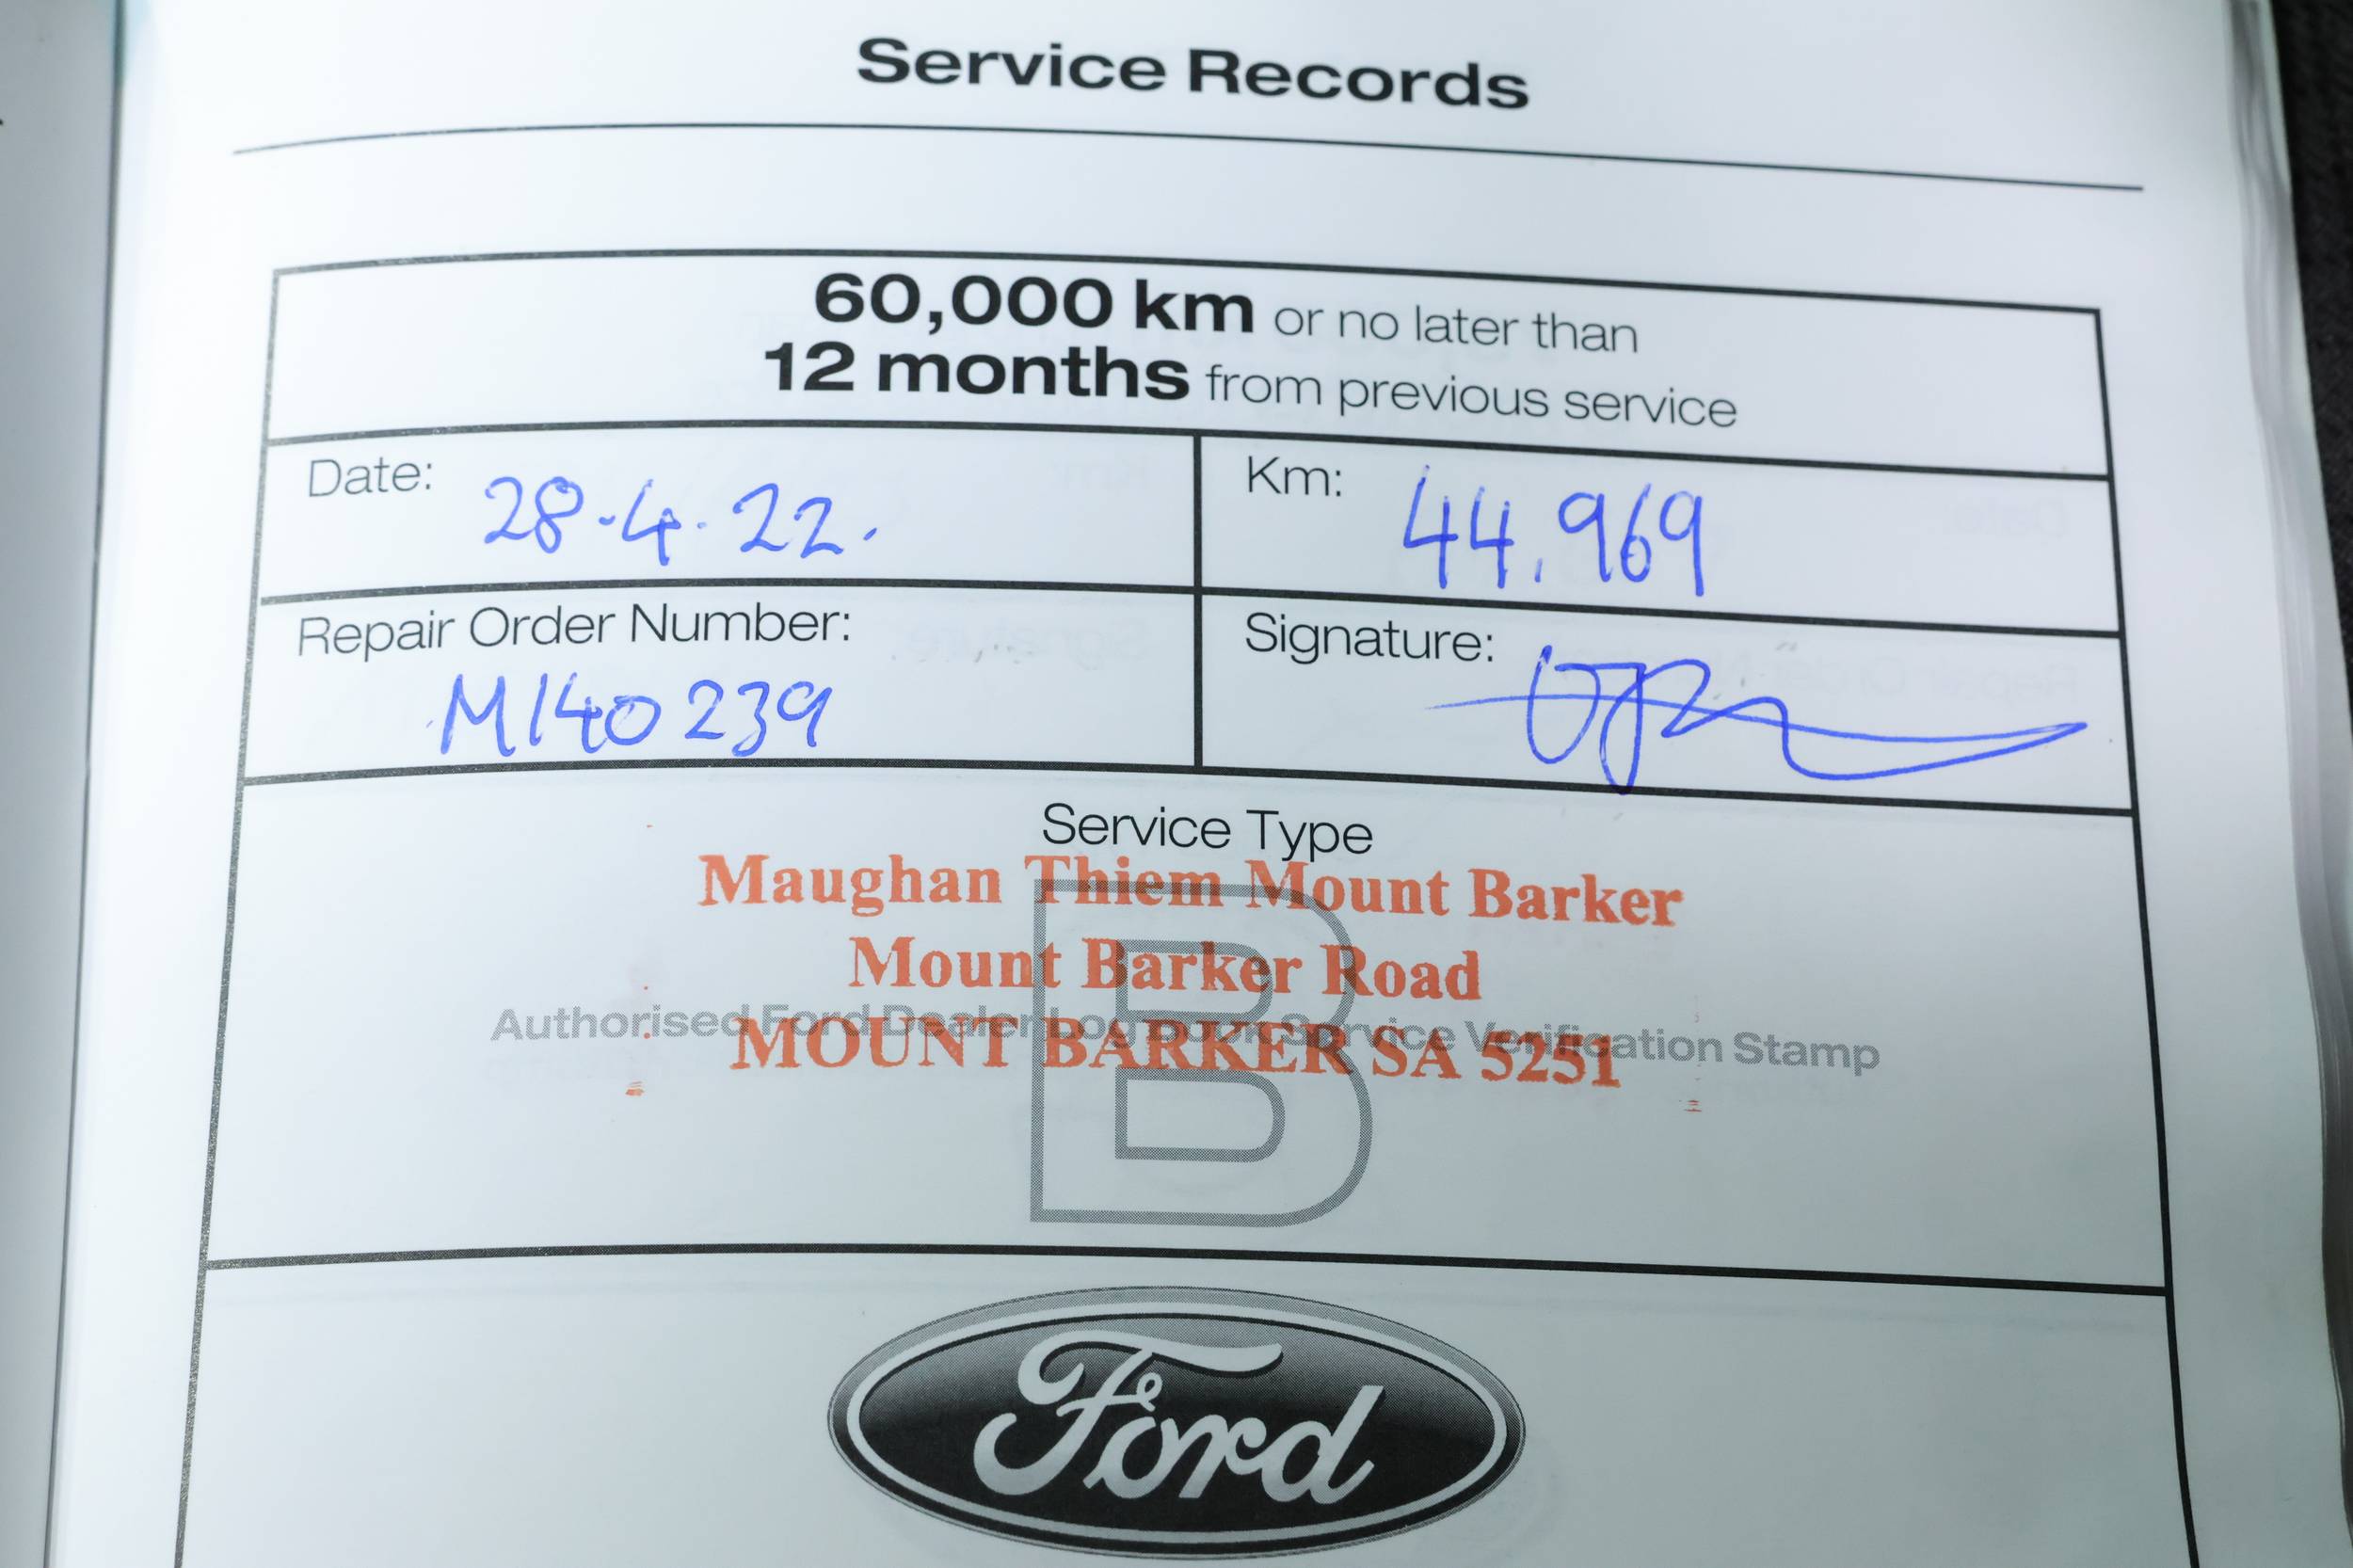 Service Records
60,000 km or no later than
12 months from previous service
Date: 28.4.22.
Km: 44.969
Repair Order Number:
M140239
Signature:
Service Type
Maughan Thiem Mount Barker
Mount Barker Road
Authorised Ford Dealer Log Book Service Verification Stamp
MOUNT BARKER SA 5251
B
Ford